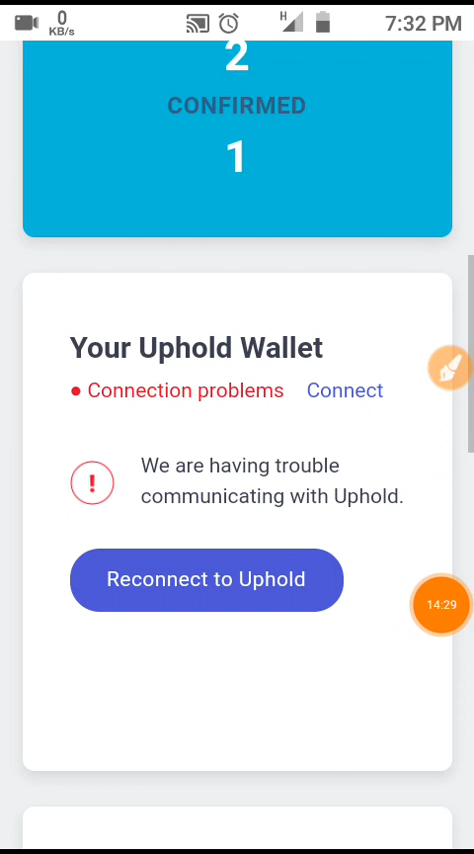 0
KB/s
H
7:32 PM
2
CONFIRMED
1
Your Uphold Wallet
Connection problems Connect
!
We are having trouble
communicating with Uphold.
Reconnect to Uphold
14:29